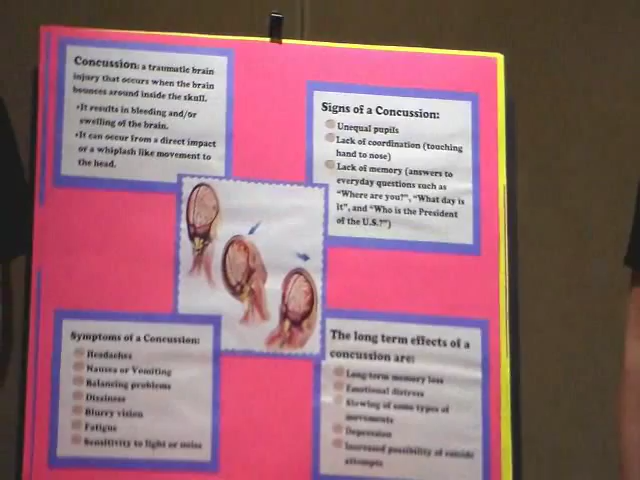 Concussion: a traumatic brain
injury that occurs when the brain
bounces around inside the skull.
•It results in bleeding and/or
swelling of the brain.
•It can occur from a direct impact
or a whiplash like movement to
the head.
Signs of a Concussion:
Unequal pupils
Lack of coordination (touching
hand to nose)
Lack of memory (answers to
everyday questions such as
"Where are you?", "What day is
it", and "Who is the President
of the U.S.?")
Symptoms of a Concussion:
Headaches
Nausea or Vomiting
Balancing problems
Dizziness
Blurry vision
Fatigue
Sensitivity to light or noise
The long term effects of a
concussion are:
Long-term memory loss
Emotional distress
Slowing of some types of
movements
Depression
Increased possibility of suicide
attempts